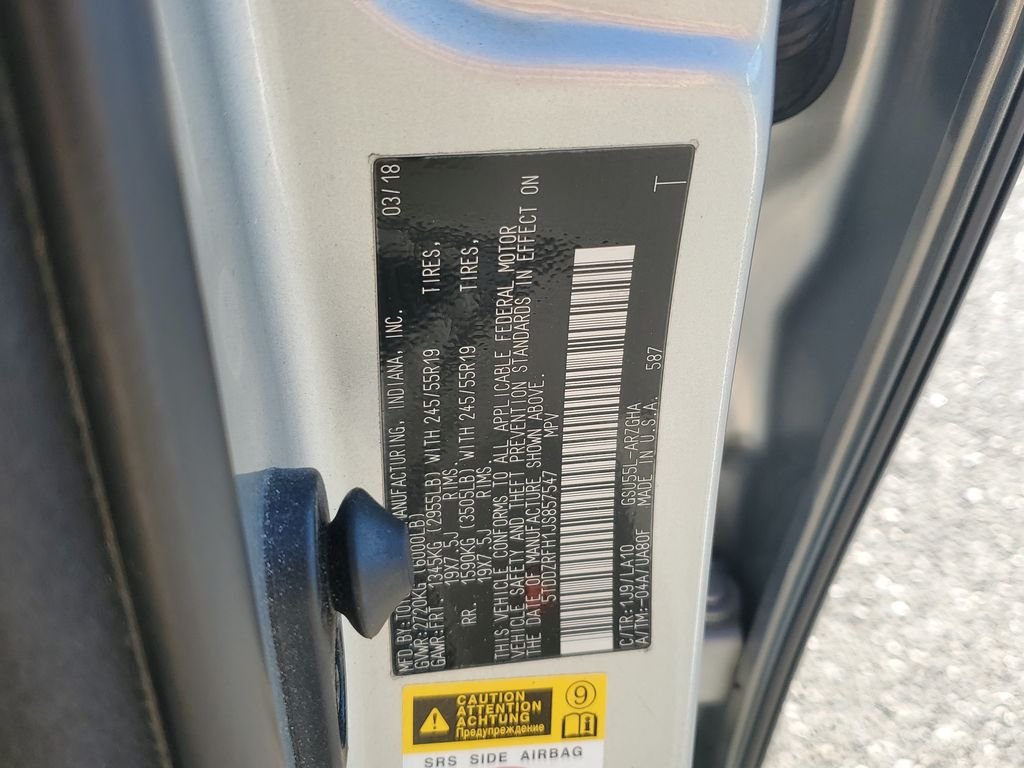 MFD.BY: MANUFACTURING, INDIANA, INC. 03/18
GVWR:2720KG (6000LB)
GAWR:FRT. 1345KG (2955LB) WITH 245/55R19 TIRES,
19X7.5J RIMS
RR. 1590KG (3505LB) WITH 245/55R19 TIRES,
19X7.5J RIMS
THIS VEHICLE CONFORMS TO ALL APPLICABLE FEDERAL MOTOR
VEHICLE SAFETY AND THEFT PREVENTION STANDARDS IN EFFECT ON
THE DATE OF MANUFACTURE SHOWN ABOVE.
5TDDZRFH1JS857547 MPV
C/TR:1J9/LA10 GSU55L-ARZGHA 587
A/TM:-04A/UA80F MADE IN U.S.A. T
CAUTION
ATTENTION
ACHTUNG
Предупреждение
9
SRS SIDE AIRBAG